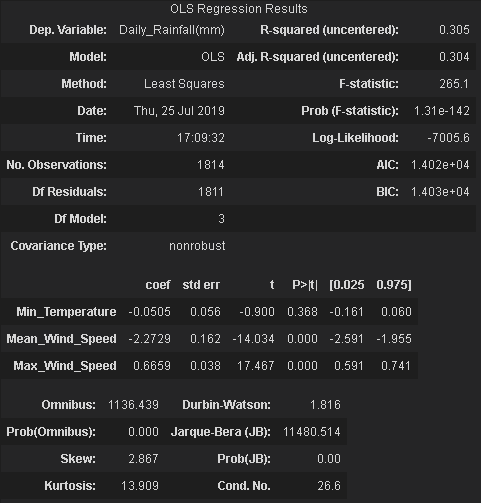 OLS Regression Results
Dep. Variable: Daily_Rainfall(mm) R-squared (uncentered): 0.305
Model: OLS Adj. R-squared (uncentered): 0.304
Method: Least Squares F-statistic: 265.1
Date: Thu, 25 Jul 2019 Prob (F-statistic): 1.31e-142
Time: 17:09:32 Log-Likelihood: -7005.6
No. Observations: 1814 AIC: 1.402e+04
Df Residuals: 1811 BIC: 1.403e+04
Df Model: 3
Covariance Type: nonrobust
coef std err t P>|t| [0.025 0.975]
Min_Temperature -0.0505 0.056 -0.900 0.368 -0.161 0.060
Mean_Wind_Speed -2.2729 0.162 -14.034 0.000 -2.591 -1.955
Max_Wind_Speed 0.6659 0.038 17.467 0.000 0.591 0.741
Omnibus: 1136.439 Durbin-Watson: 1.816
Prob(Omnibus): 0.000 Jarque-Bera (JB): 11480.514
Skew: 2.867 Prob(JB): 0.00
Kurtosis: 13.909 Cond. No. 26.6